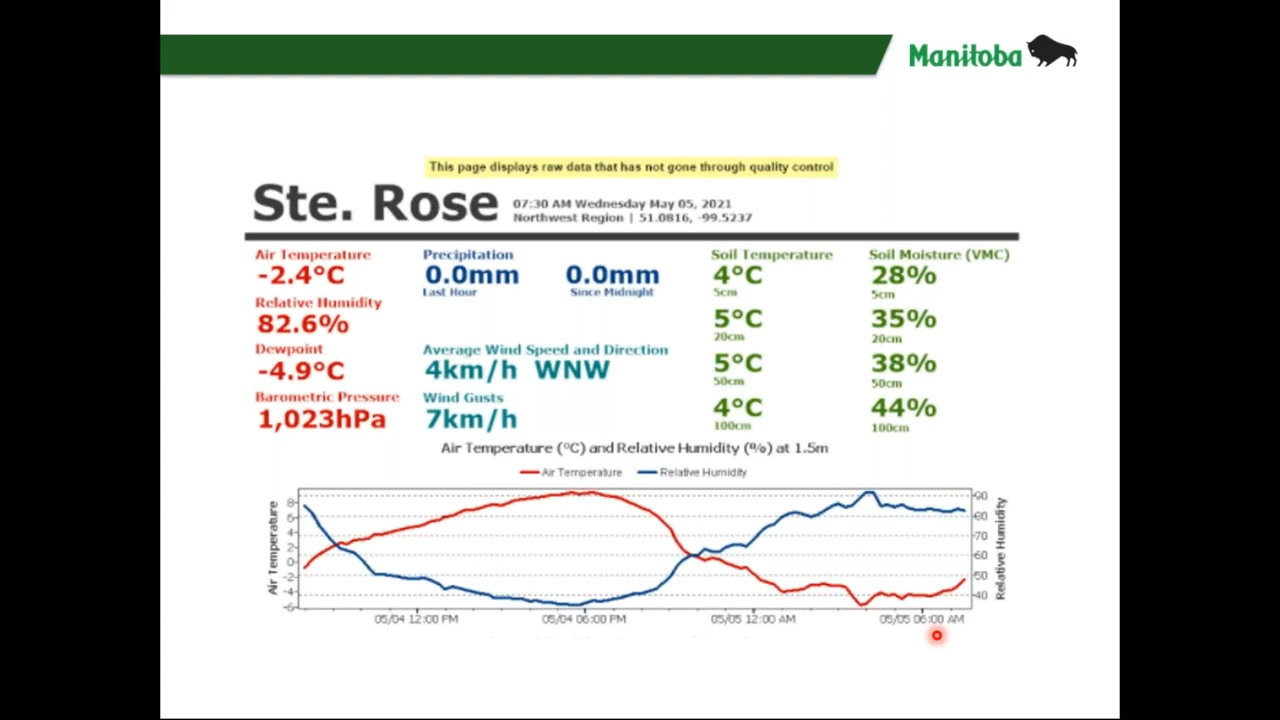 Manitoba
This page displays raw data that has not gone through quality control
Ste. Rose
07:30 AM Wednesday May 05, 2021
Northwest Region | 51.0816, -99.5237
Air Temperature
-2.4°C
Relative Humidity
82.6%
Dewpoint
-4.9°C
Barometric Pressure
1,023hPa
Precipitation
0.0mm 0.0mm
Last Hour Since Midnight
Average Wind Speed and Direction
4km/h WNW
Wind Gusts
7km/h
Soil Temperature
4°C
5cm
5°C
20cm
5°C
50cm
4°C
100cm
Soil Moisture (VMC)
28%
5cm
35%
20cm
38%
50cm
44%
100cm
Air Temperature (°C) and Relative Humidity (%) at 1.5m
Air Temperature Relative Humidity
Air Temperature
8
6
4
2
0
-2
-4
-6
90
80
70
60
50
40
Relative Humidity
05/04 12:00 PM 05/04 06:00 PM 05/05 12:00 AM 05/05 06:00 AM